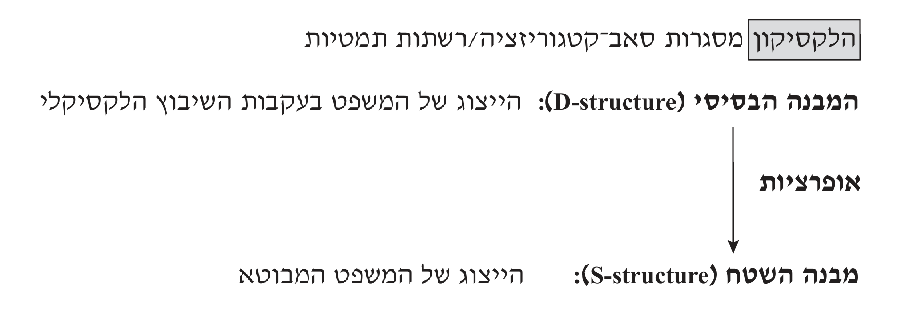 הלקסיקון מסגרות סאב-קטגוריזציה/רשתות תמטיות
המבנה הבסיסי (D-structure): הייצוג של המשפט בעקבות השיבוץ הלקסיקלי
אופרציות
מבנה השטח (S-structure): הייצוג של המשפט המבוטא